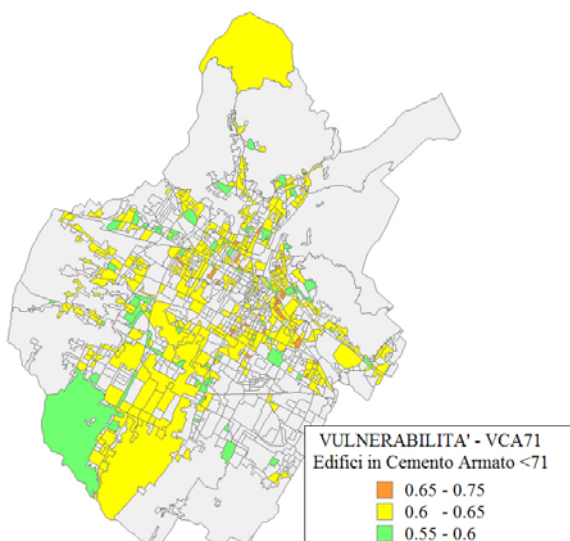 VULNERABILITA' - VCA71
Edifici in Cemento Armato <71
0.65 - 0.75
0.6 - 0.65
0.55 - 0.6